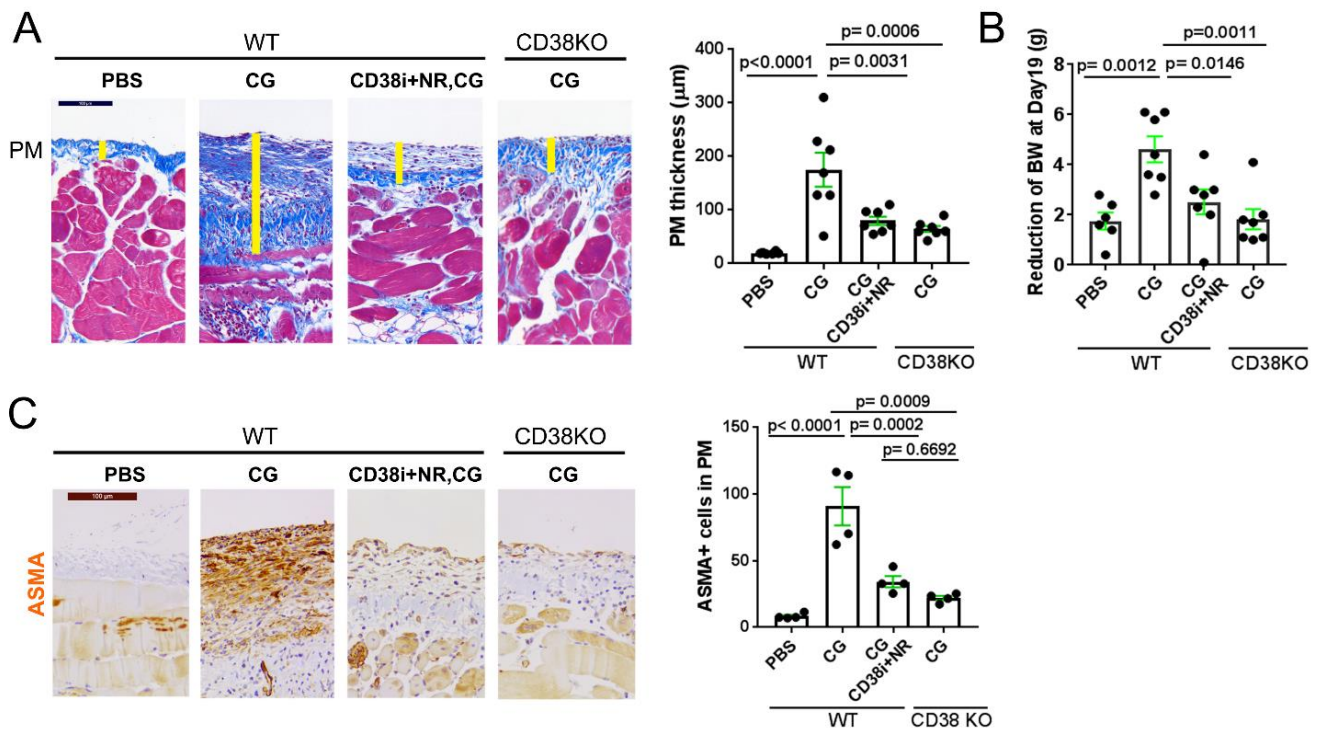 A
WT
CD38KO
PBS
CG
CD38i+NR,CG
CG
100µm
PM
p= 0.0006
p<0.0001
p= 0.0031
400
300
200
100
0
PM thickness (µm)
PBS
CG
CG
CD38i+NR
CG
WT
CD38KO
B
p= 0.0011
p= 0.0012
p= 0.0146
8
6
4
2
0
Reduction of BW at Day19 (g)
PBS
CG
CG
CD38i+NR
CG
WT
CD38KO
C
WT
CD38KO
PBS
CG
CD38i+NR,CG
CG
100 µm
ASMA
p= 0.0009
p< 0.0001
p= 0.0002
p= 0.6692
150
100
50
0
ASMA+ cells in PM
PBS
CG
CG
CD38i+NR
CG
WT
CD38 KO